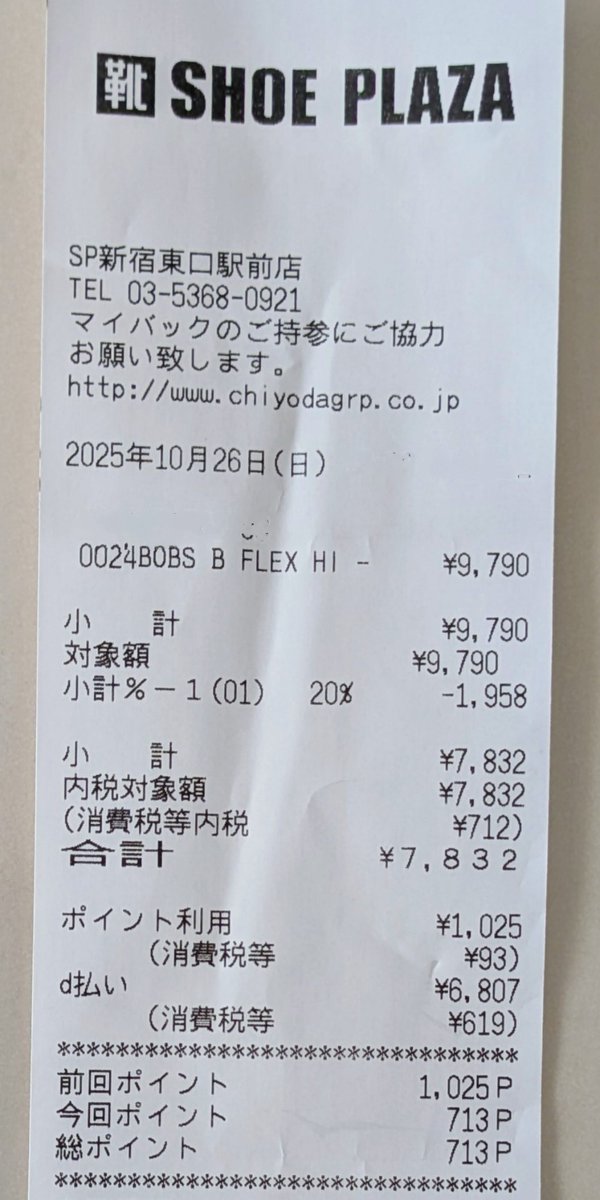 靴 SHOE PLAZA
SP新宿東口駅前店
TEL 03-5368-0921
マイバックのご持参にご協力
お願い致します。
http://www.chiyodagrp.co.jp
2025年10月26日(日)
0024BOBS B FLEX HI - ¥9,790
小　計 ¥9,790
対象額 ¥9,790
小計%-1(01) 20% -1,958
小　計 ¥7,832
内税対象額 ¥7,832
(消費税等内税 ¥712)
合計 ¥7,832
ポイント利用 ¥1,025
(消費税等 ¥93)
d払い ¥6,807
(消費税等 ¥619)
********************************
前回ポイント 1,025P
今回ポイント 713P
総ポイント 713P
********************************